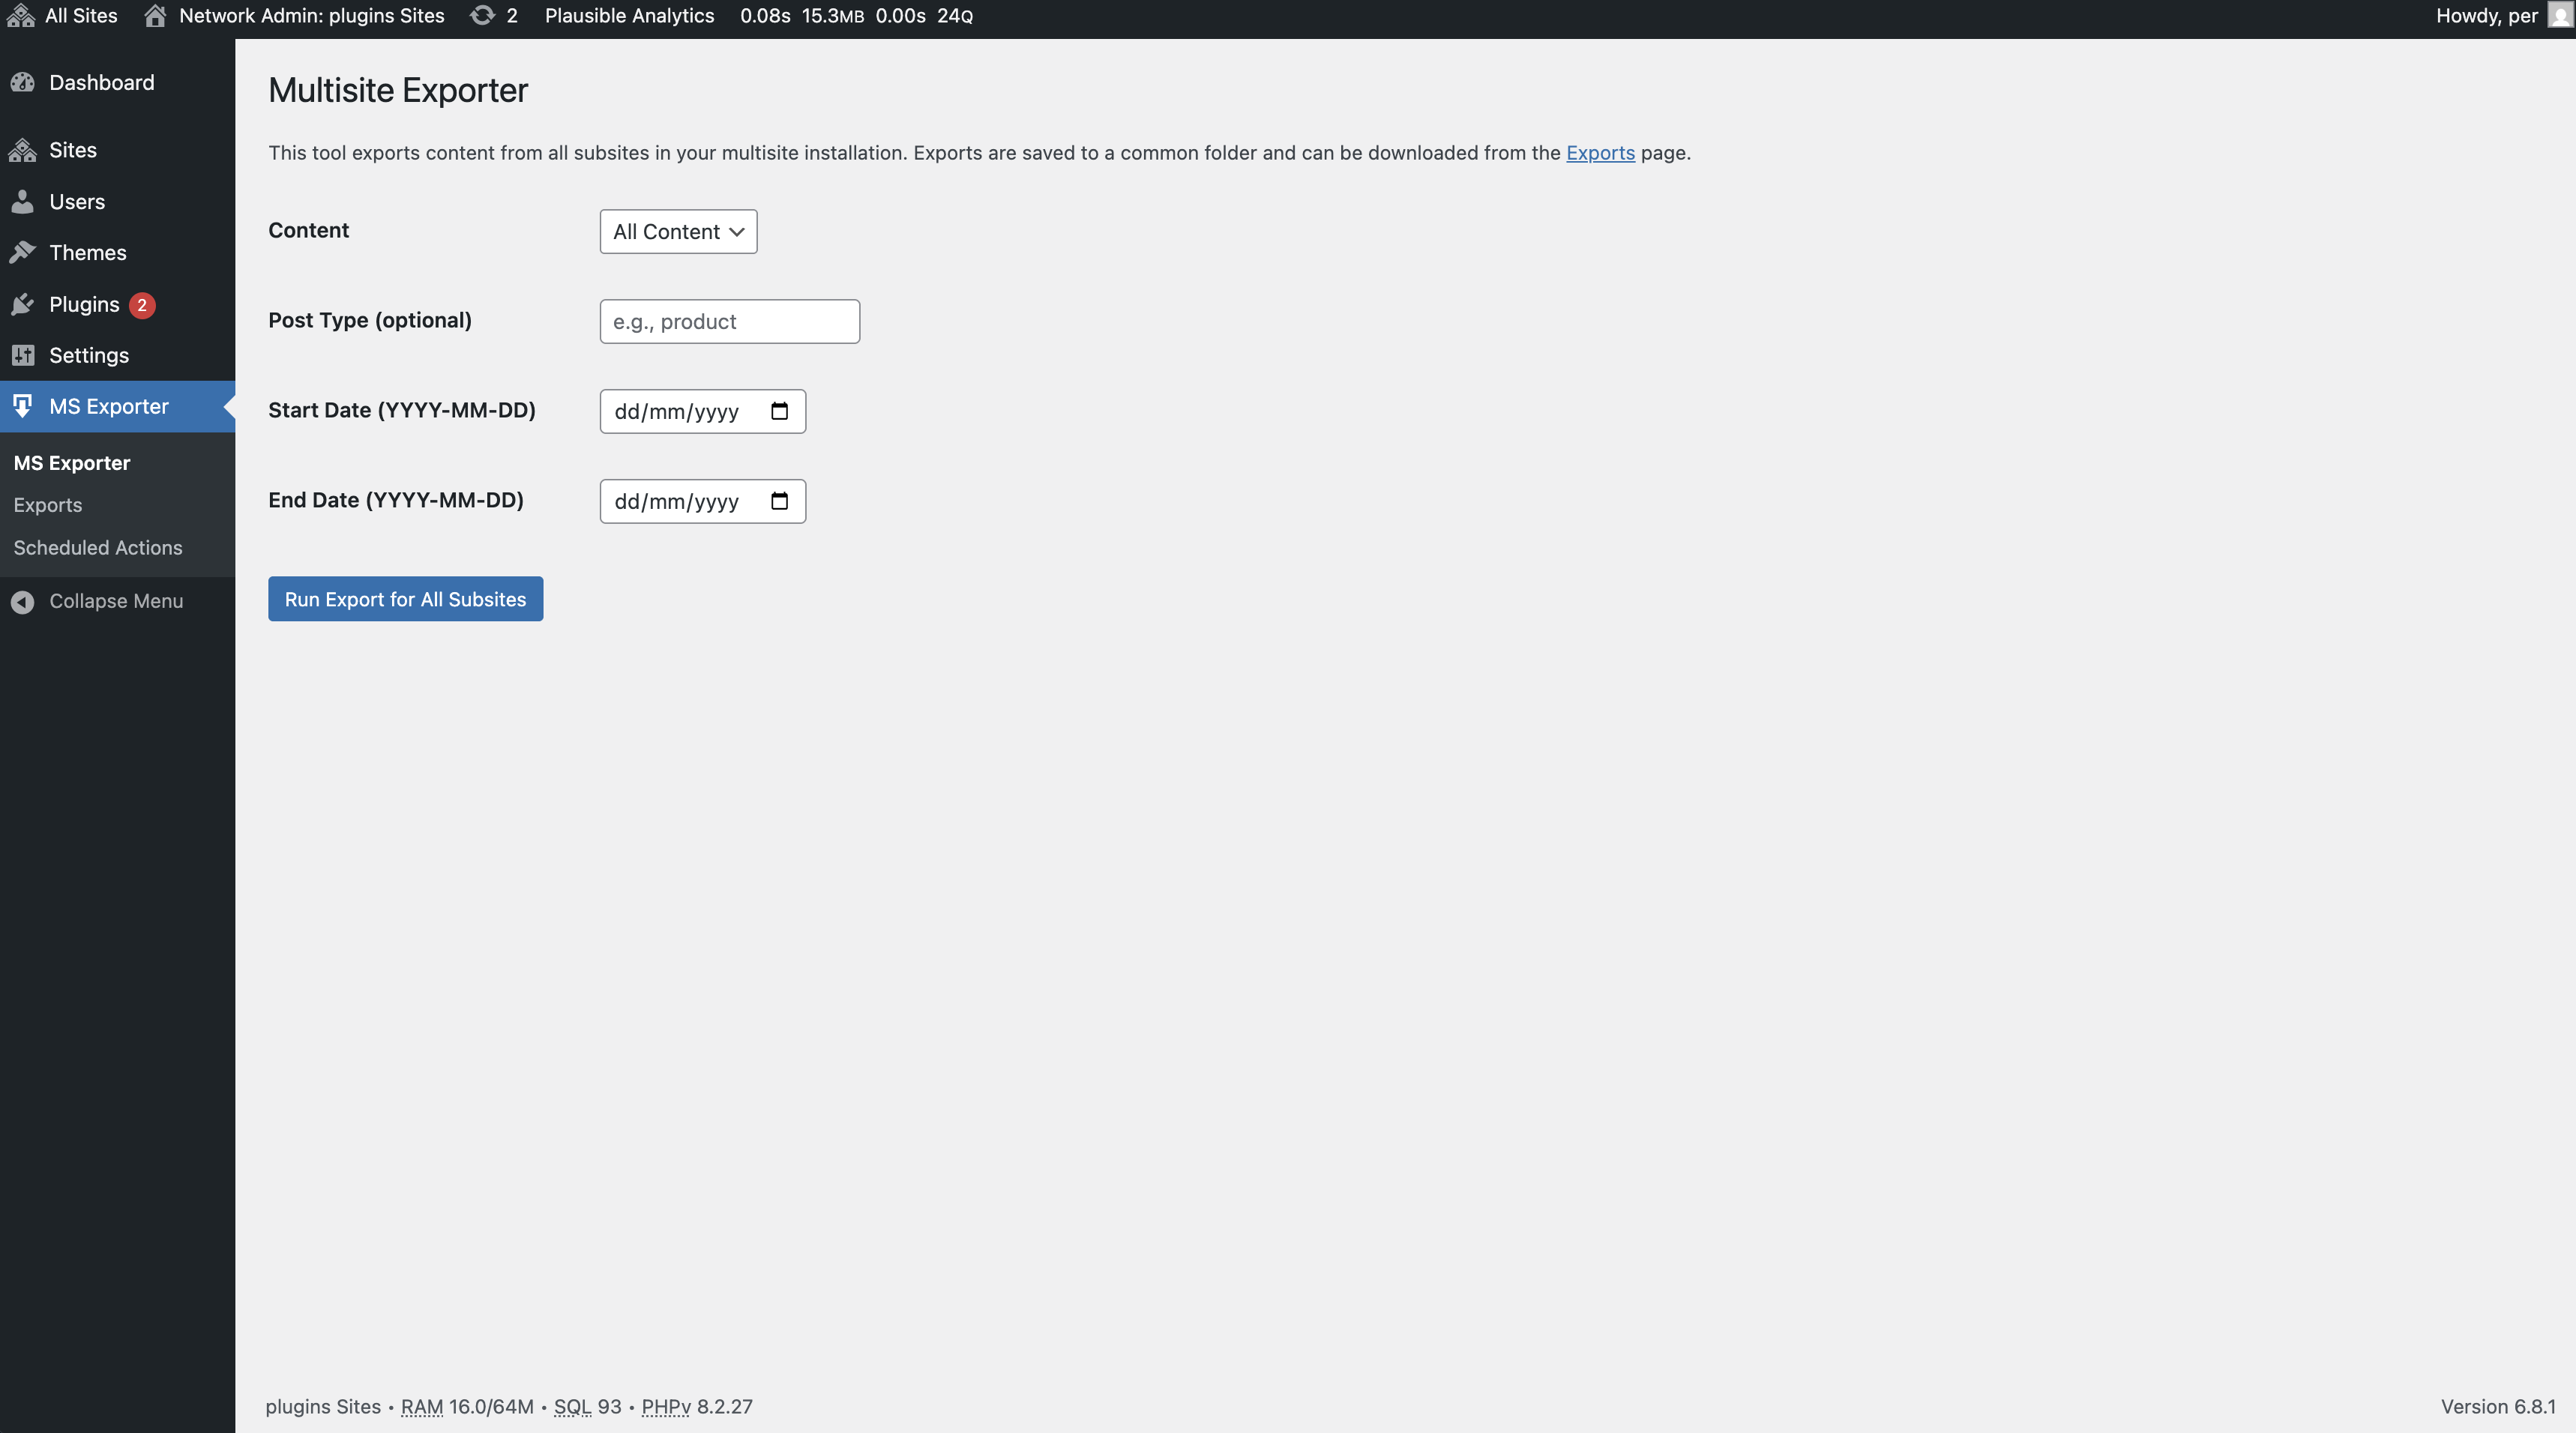 All Sites Network Admin: plugins Sites 2 Plausible Analytics 0.08s 15.3MB 0.00s 24Q Howdy, per
Dashboard
Sites
Users
Themes
Plugins 2
Settings
MS Exporter
MS Exporter
Exports
Scheduled Actions
Collapse Menu
Multisite Exporter
This tool exports content from all subsites in your multisite installation. Exports are saved to a common folder and can be downloaded from the Exports page.
Content All Content
Post Type (optional) e.g., product
Start Date (YYYY-MM-DD) dd/mm/yyyy
End Date (YYYY-MM-DD) dd/mm/yyyy
Run Export for All Subsites
plugins Sites • RAM 16.0/64M • SQL 93 • PHPv 8.2.27 Version 6.8.1